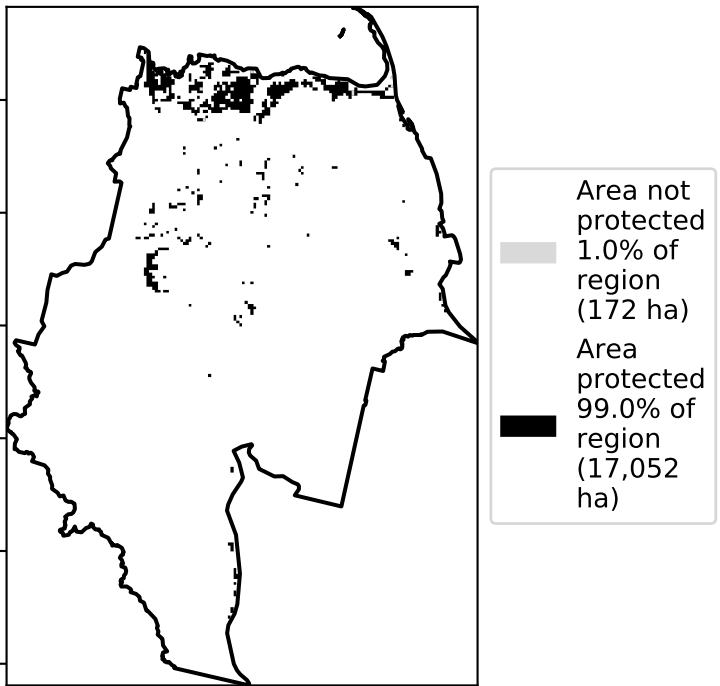 Area not
protected
1.0% of
region
(172 ha)
Area
protected
99.0% of
region
(17,052
ha)